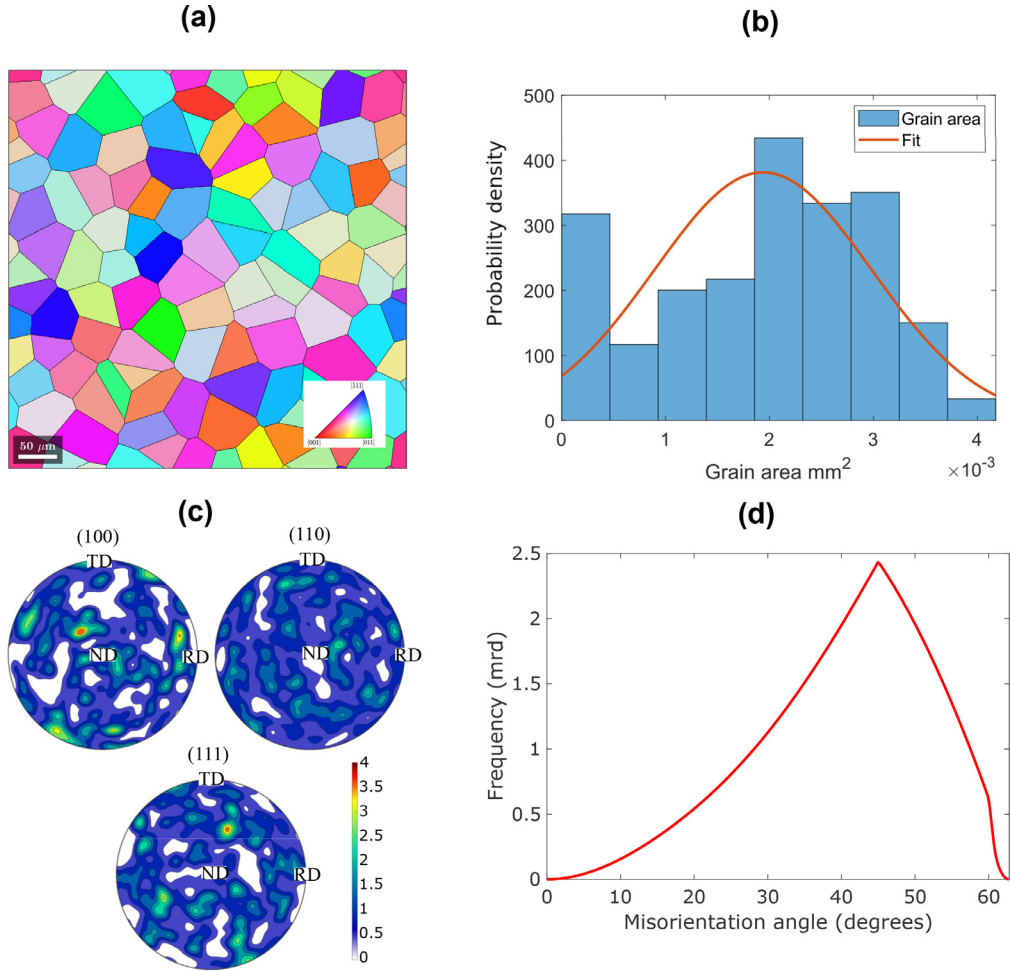 (a)
[111]
[001]
[011]
50 μm
(b)
500
400
300
200
100
0
Probability density
Grain area
Fit
0
1
2
3
4
Grain area mm²
×10⁻³
(c)
(100)
TD
ND
RD
(110)
TD
ND
RD
(111)
TD
ND
RD
4
3.5
3
2.5
2
1.5
1
0.5
0
(d)
2.5
2
1.5
1
0.5
0
Frequency (mrd)
0
10
20
30
40
50
60
Misorientation angle (degrees)